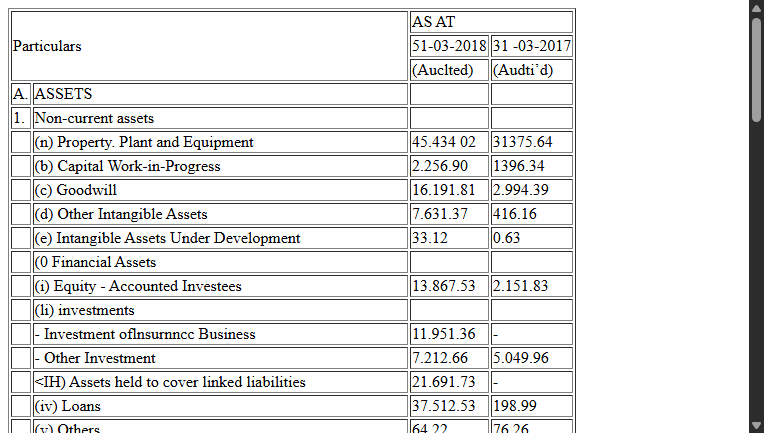 AS AT
Particulars
51-03-2018 31 -03-2017
(Auclted) (Audti’d)
A. ASSETS
1. Non-current assets
(n) Property. Plant and Equipment 45.434 02 31375.64
(b) Capital Work-in-Progress 2.256.90 1396.34
(c) Goodwill 16.191.81 2.994.39
(d) Other Intangible Assets 7.631.37 416.16
(e) Intangible Assets Under Development 33.12 0.63
(0 Financial Assets
(i) Equity - Accounted Investees 13.867.53 2.151.83
(li) investments
- Investment oflnsurnncc Business 11.951.36 -
- Other Investment 7.212.66 5.049.96
<IH) Assets held to cover linked liabilities 21.691.73 -
(iv) Loans 37.512.53 198.99
(v) Others 64.22 76.26